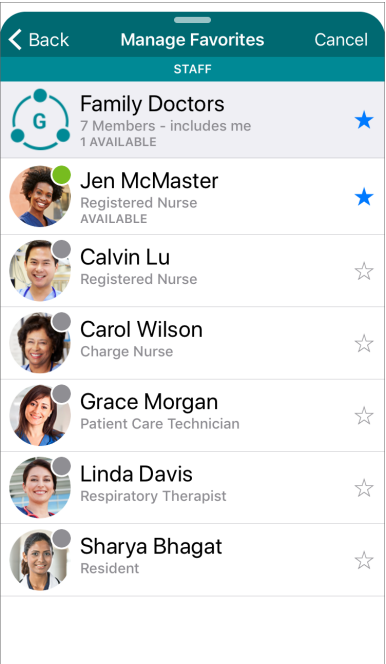 Back Manage Favorites Cancel
STAFF
G
Family Doctors
7 Members - includes me
1 AVAILABLE
Jen McMaster
Registered Nurse
AVAILABLE
Calvin Lu
Registered Nurse
Carol Wilson
Charge Nurse
Grace Morgan
Patient Care Technician
Linda Davis
Respiratory Therapist
Sharya Bhagat
Resident